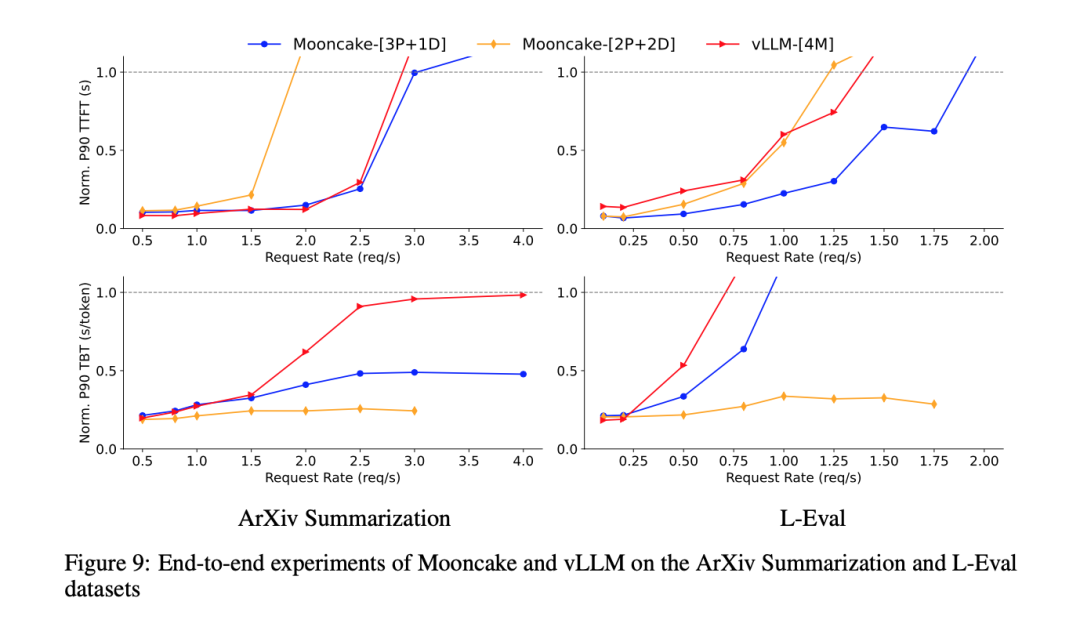 Mooncake-[3P+1D] Mooncake-[2P+2D] vLLM-[4M]
Norm. P90 TTFT (s)
1.0
0.5
0.0
0.5 1.0 1.5 2.0 2.5 3.0 3.5 4.0
Request Rate (req/s)
1.0
0.5
0.0
0.25 0.50 0.75 1.00 1.25 1.50 1.75 2.00
Request Rate (req/s)
Norm. P90 TBT (s/token)
1.0
0.5
0.0
0.5 1.0 1.5 2.0 2.5 3.0 3.5 4.0
Request Rate (req/s)
1.0
0.5
0.0
0.25 0.50 0.75 1.00 1.25 1.50 1.75 2.00
Request Rate (req/s)
ArXiv Summarization
L-Eval
Figure 9: End-to-end experiments of Mooncake and vLLM on the ArXiv Summarization and L-Eval
datasets